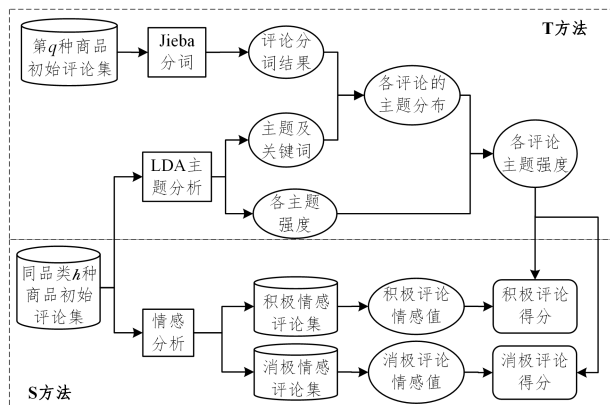 T方法
第q种商品
初始评论集
Jieba
分词
评论分
词结果
各评论的
主题分布
主题及
关键词
LDA主
题分析
各主题
强度
各评论
主题强度
同品类h种
商品初始
评论集
情感
分析
积极情感
评论集
积极评论
情感值
积极评论
得分
消极情感
评论集
消极评论
情感值
消极评论
得分
S方法